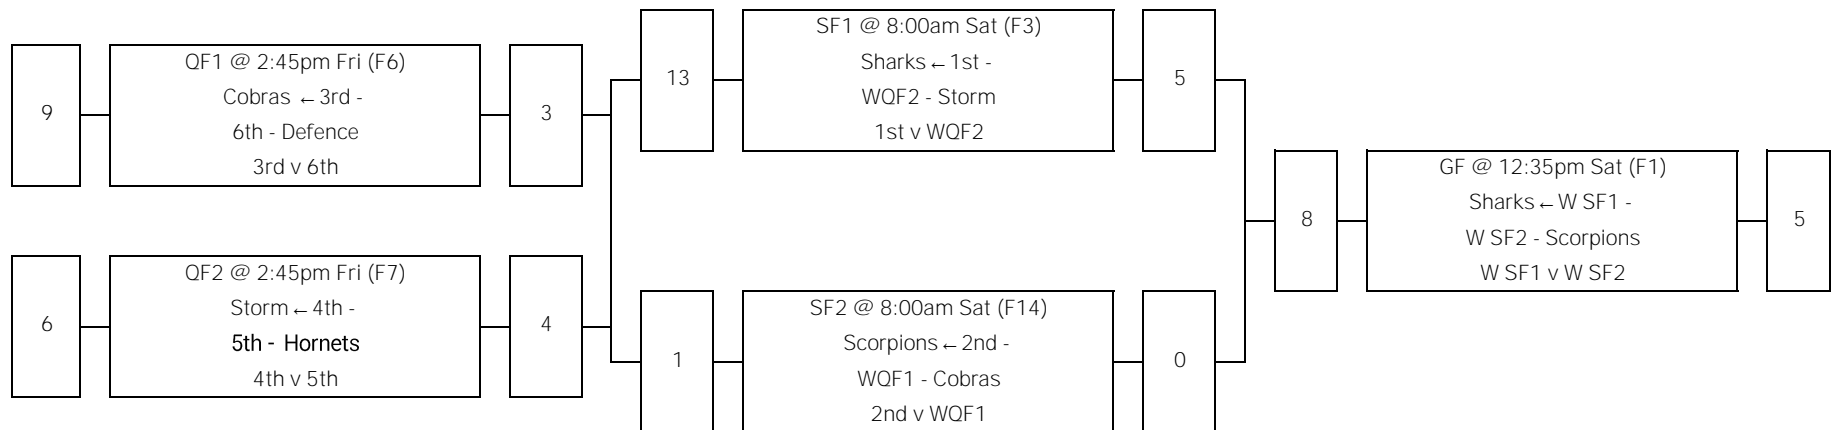 9
QF1 @ 2:45pm Fri (F6)
Cobras ←3rd -
6th - Defence
3rd v 6th
3
6
QF2 @ 2:45pm Fri (F7)
Storm←4th -
5th - Hornets
4th v 5th
4
13
SF1 @ 8:00am Sat (F3)
Sharks←1st -
WQF2 - Storm
1st v WQF2
5
1
SF2 @ 8:00am Sat (F14)
Scorpions←2nd -
WQF1 - Cobras
2nd v WQF1
0
8
GF @ 12:35pm Sat (F1)
Sharks←W SF1 -
W SF2 - Scorpions
W SF1 v W SF2
5